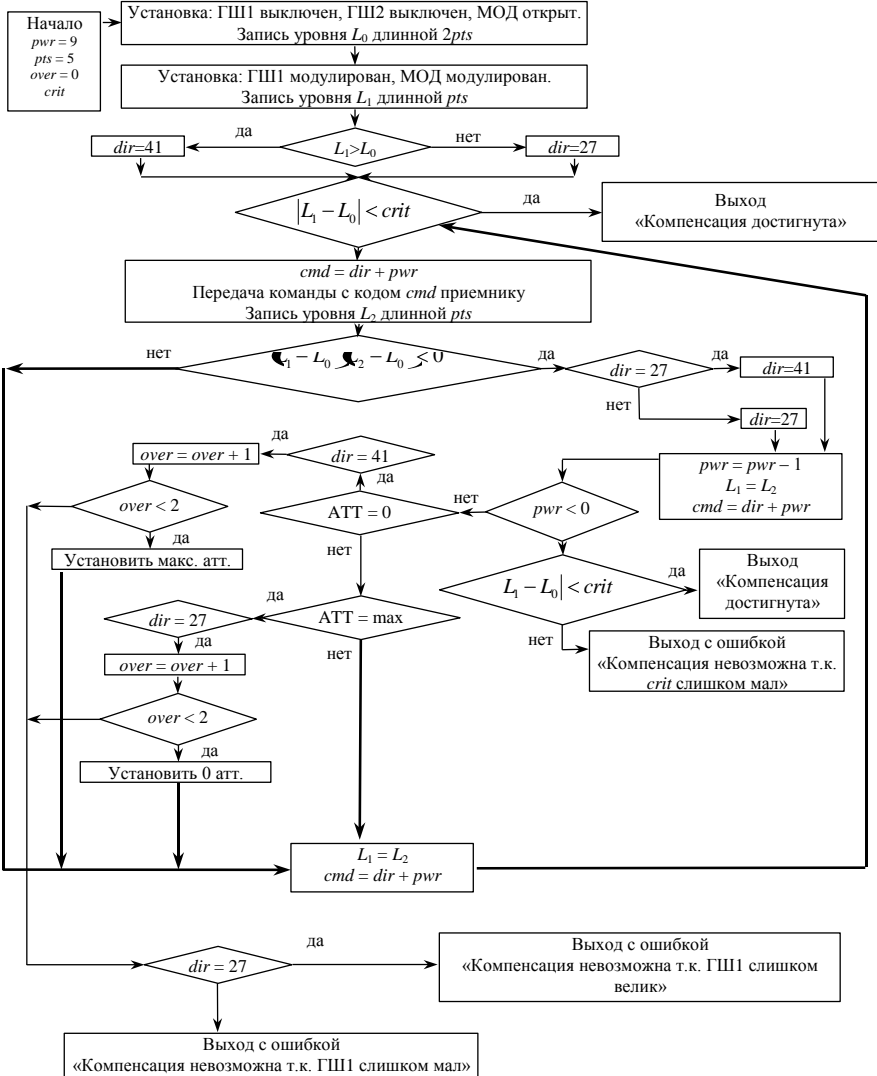 Начало
pwr = 9
pts = 5
over = 0
crit
Установка: ГШ1 выключен, ГШ2 выключен, МОД открыт.
Запись уровня L₀ длинной 2pts
Установка: ГШ1 модулирован, МОД модулирован.
Запись уровня L₁ длинной pts
да
L₁>L₀
нет
dir=41
dir=27
|L₁ − L₀| < crit
да
Выход
«Компенсация достигнута»
cmd = dir + pwr
Передача команды с кодом cmd приемнику
Запись уровня L₂ длинной pts
нет
L₁ − L₀ L₂ − L₀ < 0
да
dir = 27
да
dir=41
нет
dir=27
да
over = over + 1
dir = 41
да
pwr = pwr − 1
L₁ = L₂
cmd = dir + pwr
over < 2
ATT = 0
нет
pwr < 0
да
Установить макс. атт.
нет
L₁ − L₀| < crit
да
Выход
«Компенсация
достигнута»
да
dir = 27
ATT = max
да
нет
нет
over = over + 1
Выход с ошибкой
«Компенсация невозможна т.к.
crit слишком мал»
over < 2
да
Установить 0 атт.
L₁ = L₂
cmd = dir + pwr
dir = 27
да
Выход с ошибкой
«Компенсация невозможна т.к. ГШ1 слишком
велик»
Выход с ошибкой
«Компенсация невозможна т.к. ГШ1 слишком мал»